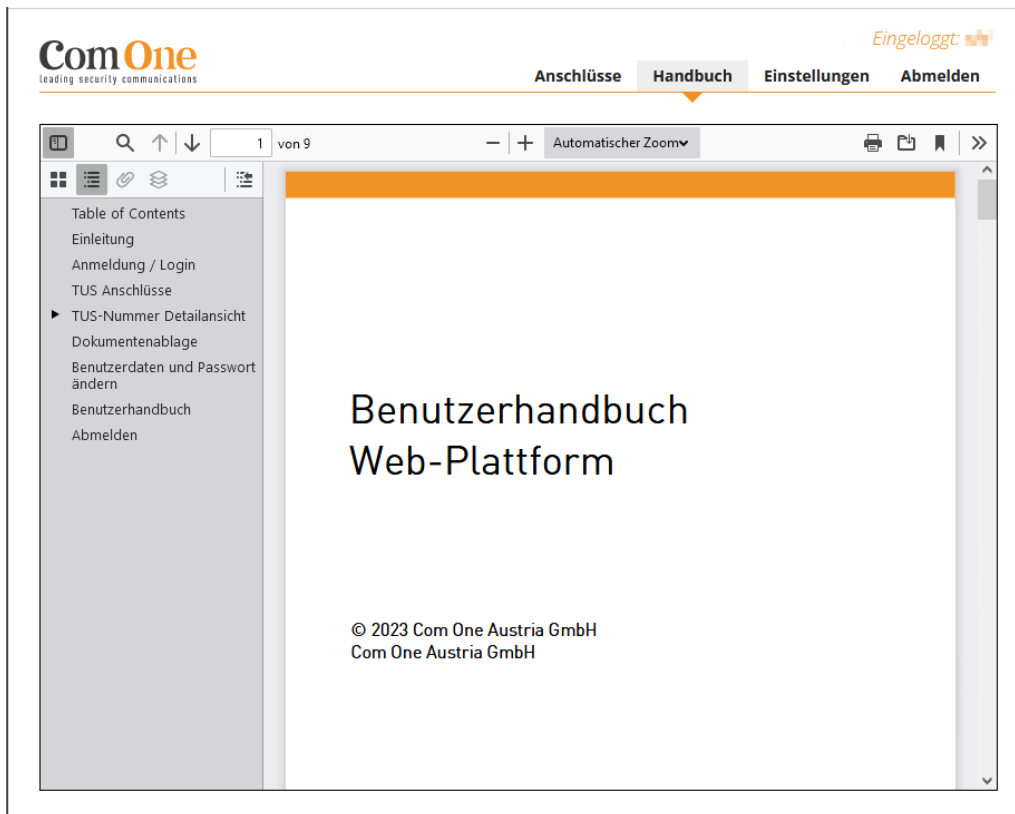 Com One
leading security communications
Eingeloggt:
Anschlüsse Handbuch Einstellungen Abmelden
1 von 9 Automatischer Zoom
Table of Contents
Einleitung
Anmeldung / Login
TUS Anschlüsse
TUS-Nummer Detailansicht
Dokumentenablage
Benutzerdaten und Passwort
ändern
Benutzerhandbuch
Abmelden
Benutzerhandbuch
Web-Plattform
© 2023 Com One Austria GmbH
Com One Austria GmbH